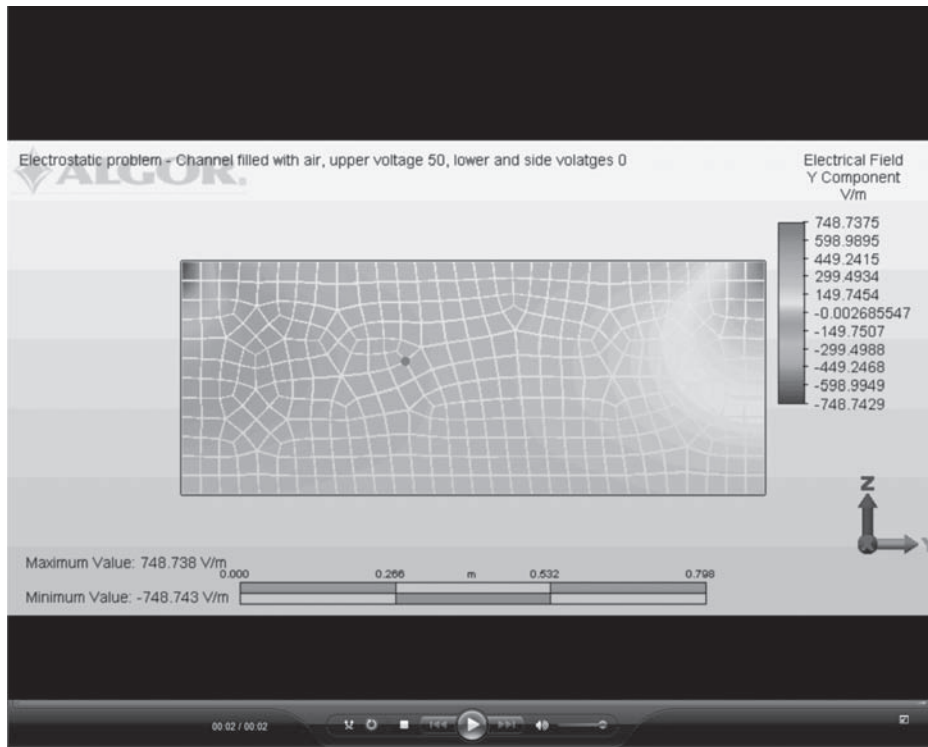 Electrostatic problem - Channel filled with air, upper voltage 50, lower and side volatges 0
ALGOR.
Electrical Field
Y Component
V/m
748.7375
598.9895
449.2415
299.4934
149.7454
-0.002685547
-149.7507
-299.4988
-449.2468
-598.9949
-748.7429
Z
Y
Maximum Value: 748.738 V/m
0.000 0.266 m 0.532 0.798
Minimum Value: -748.743 V/m
00:02 / 00:02